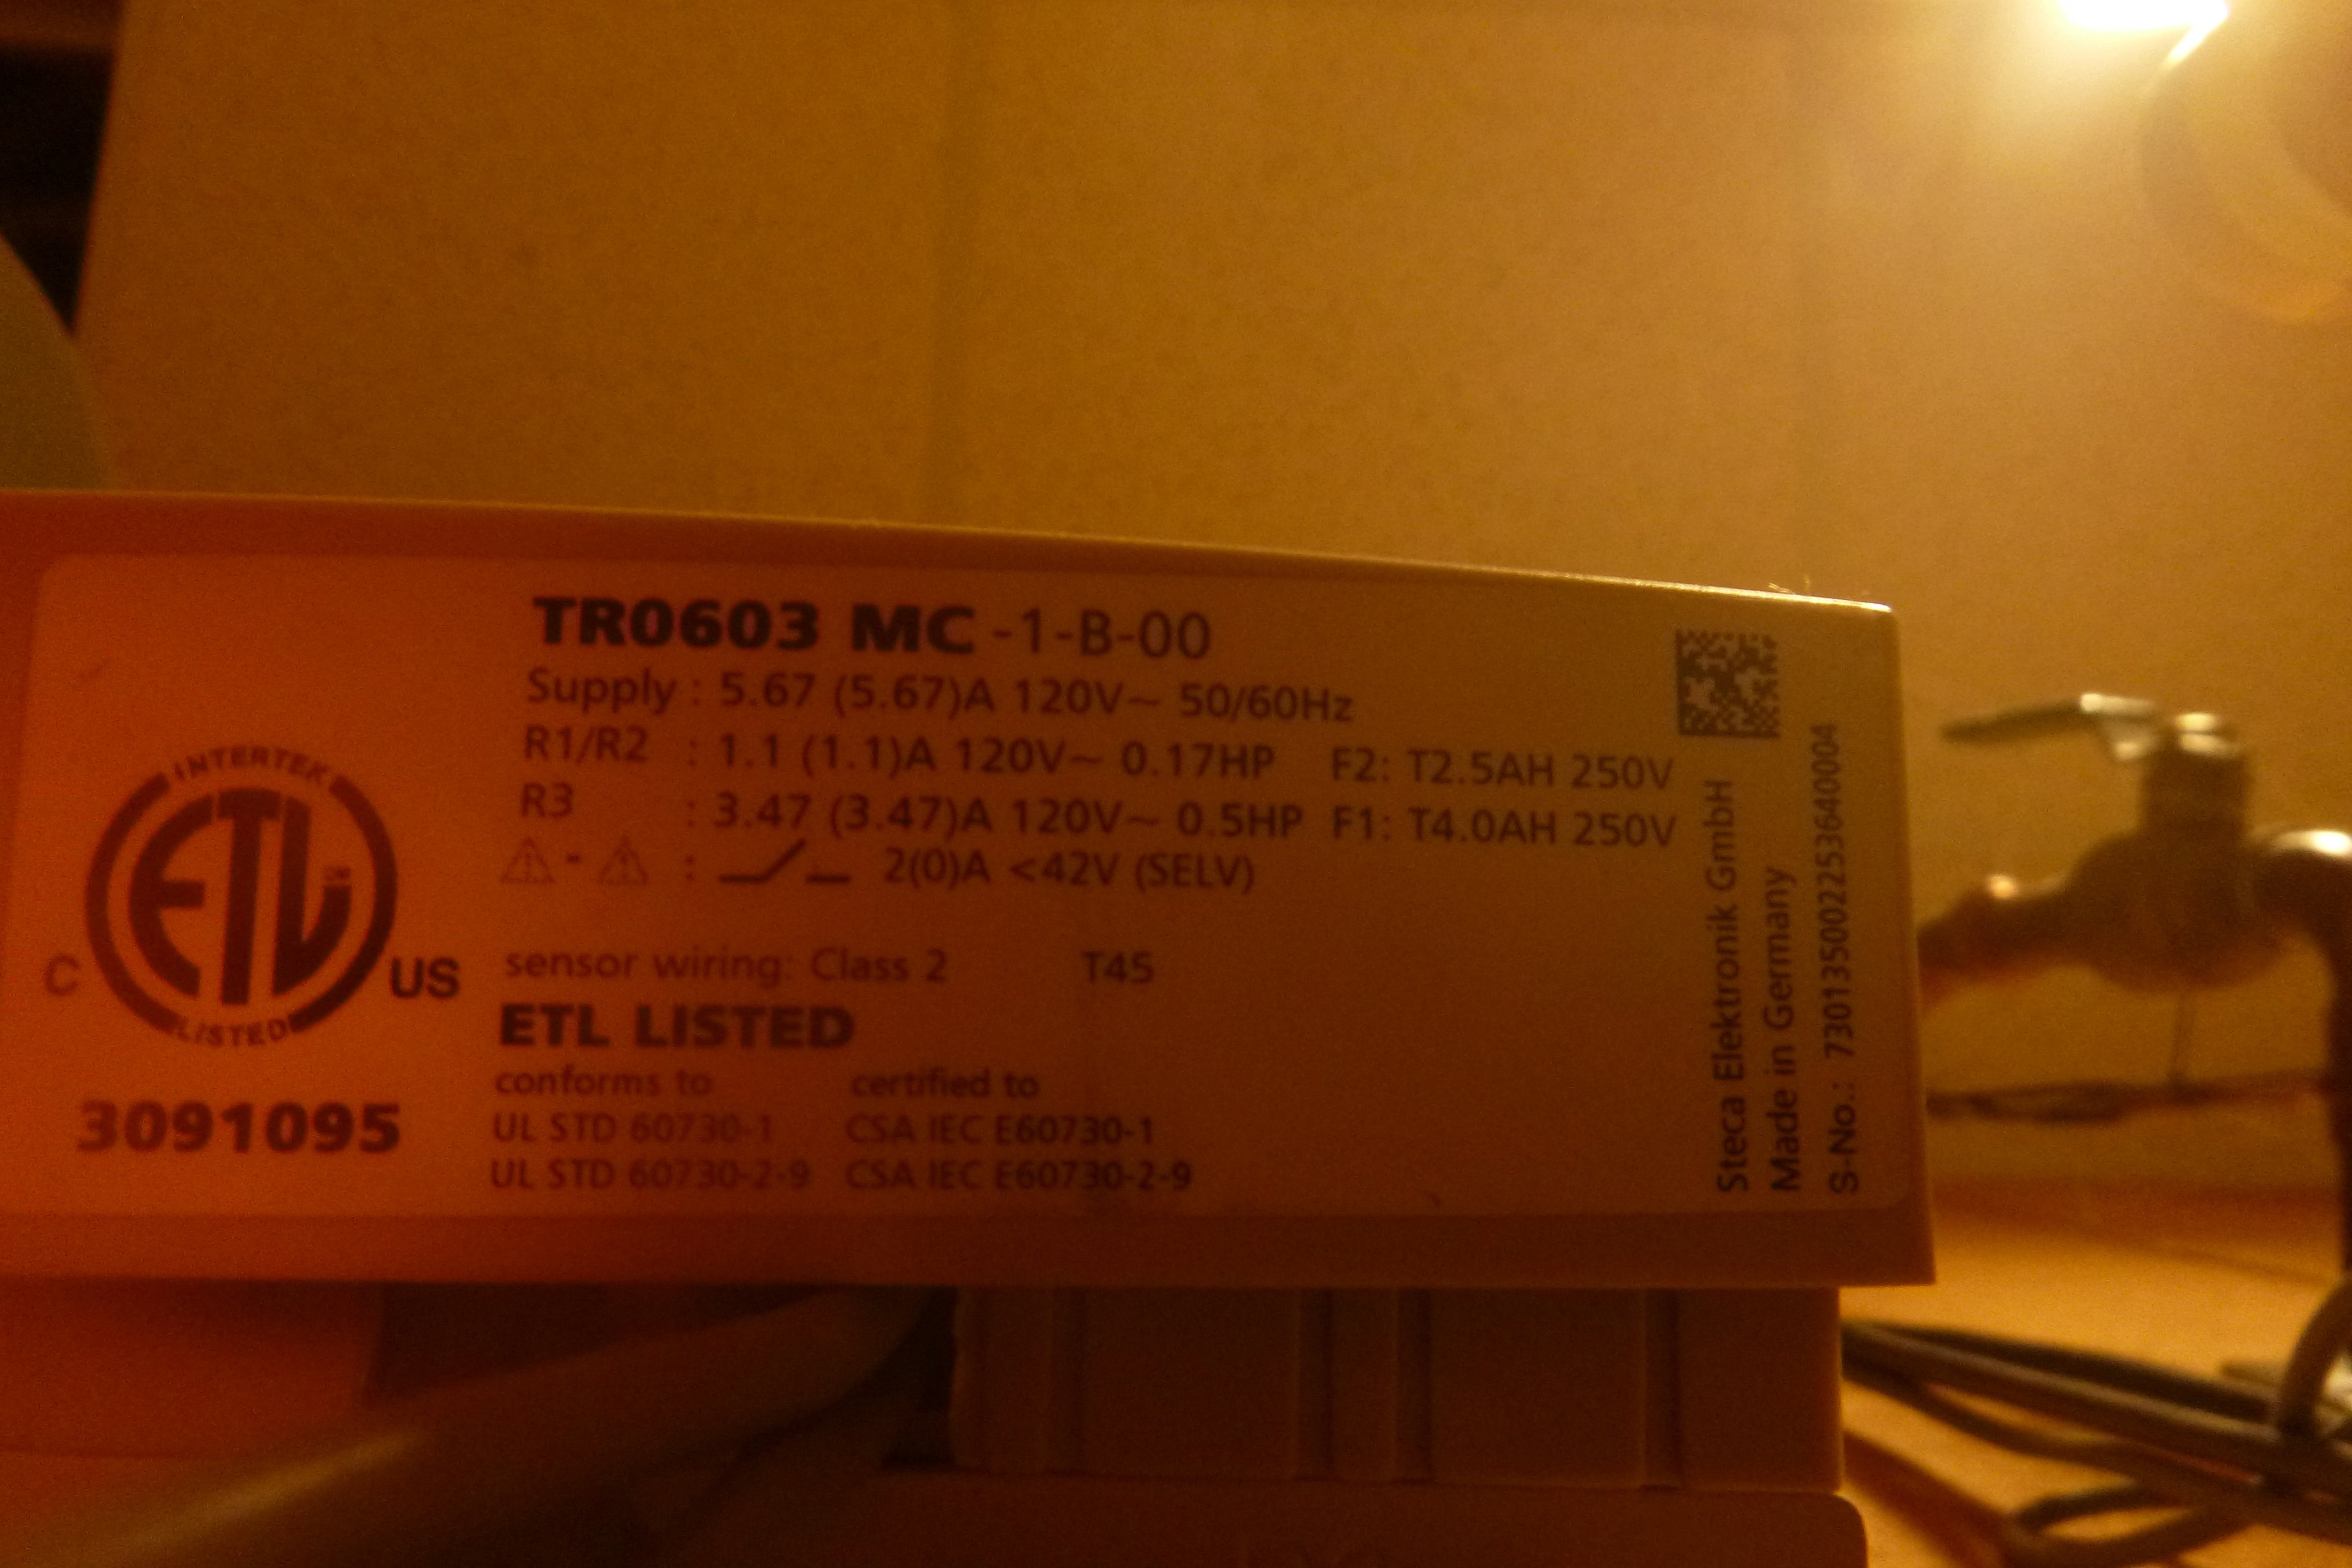 TR0603 MC -1-B-00
Supply : 5.67 (5.67)A 120V~ 50/60Hz
R1/R2 : 1.1 (1.1)A 120V~ 0.17HP F2: T2.5AH 250V
R3 : 3.47 (3.47)A 120V~ 0.5HP F1: T4.0AH 250V
- : 2(0)A <42V (SELV)
sensor wiring: Class 2 T45
ETL LISTED
conforms to certified to
UL STD 60730-1 CSA IEC E60730-1
UL STD 60730-2-9 CSA IEC E60730-2-9
INTERTEK
ETL
LISTED
C US
3091095
Steca Elektronik GmbH
Made in Germany
S-No.: 730135002253640004